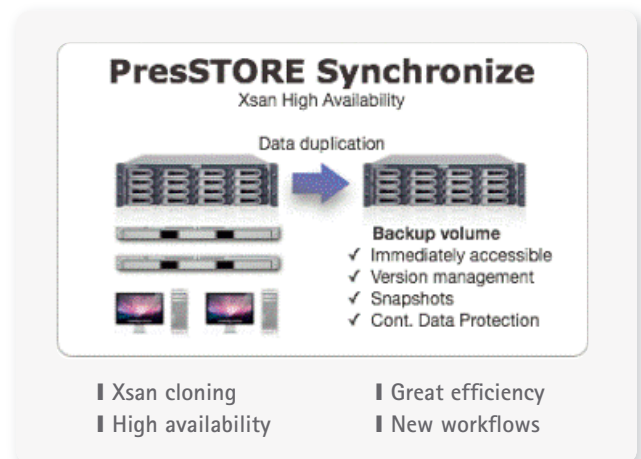 PresSTORE Synchronize
Xsan High Availability
Data duplication
Backup volume
✓ Immediately accessible
✓ Version management
✓ Snapshots
✓ Cont. Data Protection
Xsan cloning
High availability
Great efficiency
New workflows